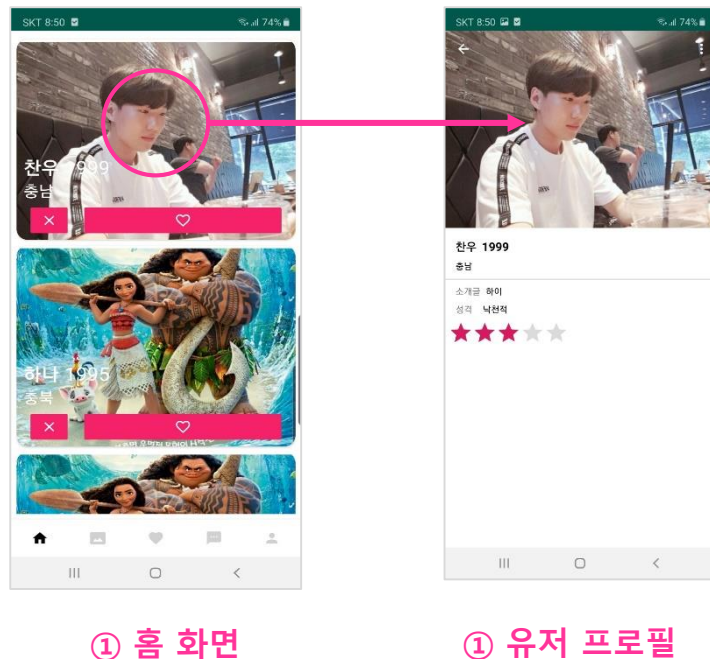 SKT 8:50
74%
찬우 1999
충남
하나 1995
충북
① 홈 화면
SKT 8:50
74%
찬우 1999
충남
소개글 하이
성격 낙천적
① 유저 프로필